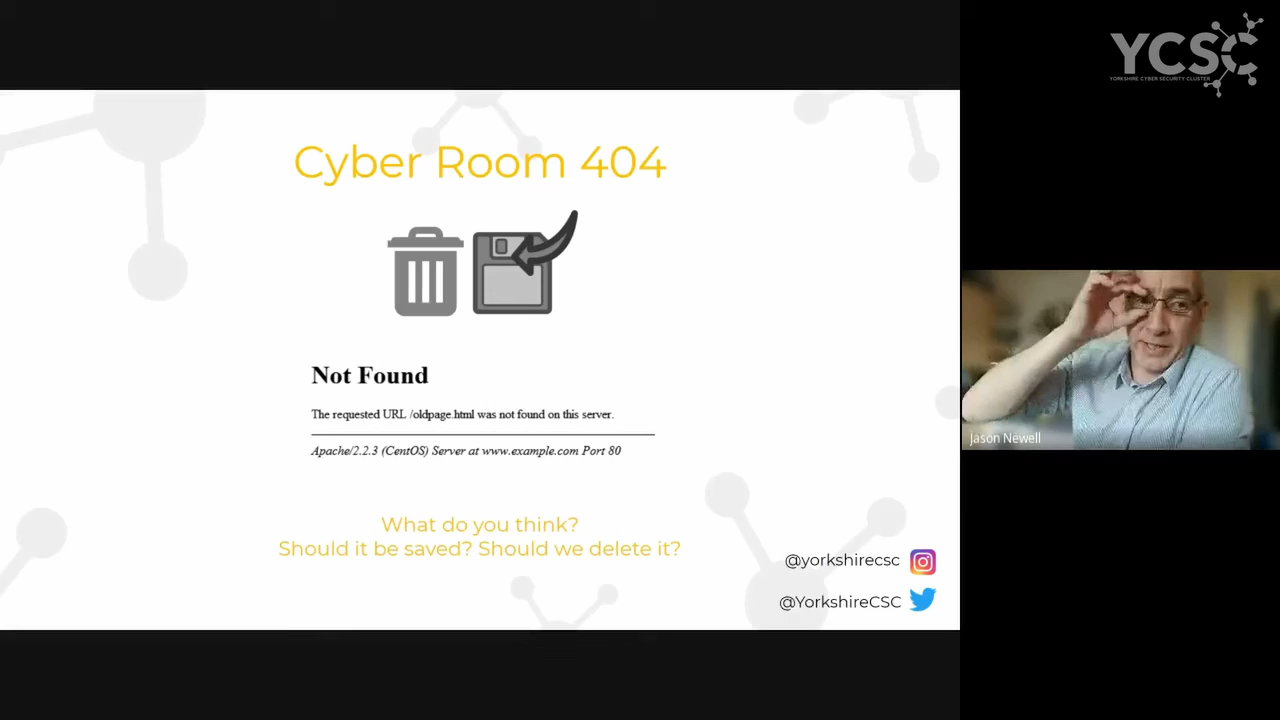 YCSC
YORKSHIRE CYBER SECURITY CLUSTER
Cyber Room 404
Not Found
The requested URL /oldpage.html was not found on this server.
Apache/2.2.3 (CentOS) Server at www.example.com Port 80
What do you think?
Should it be saved? Should we delete it?
@yorkshirecsc
@YorkshireCSC
Jason Newell